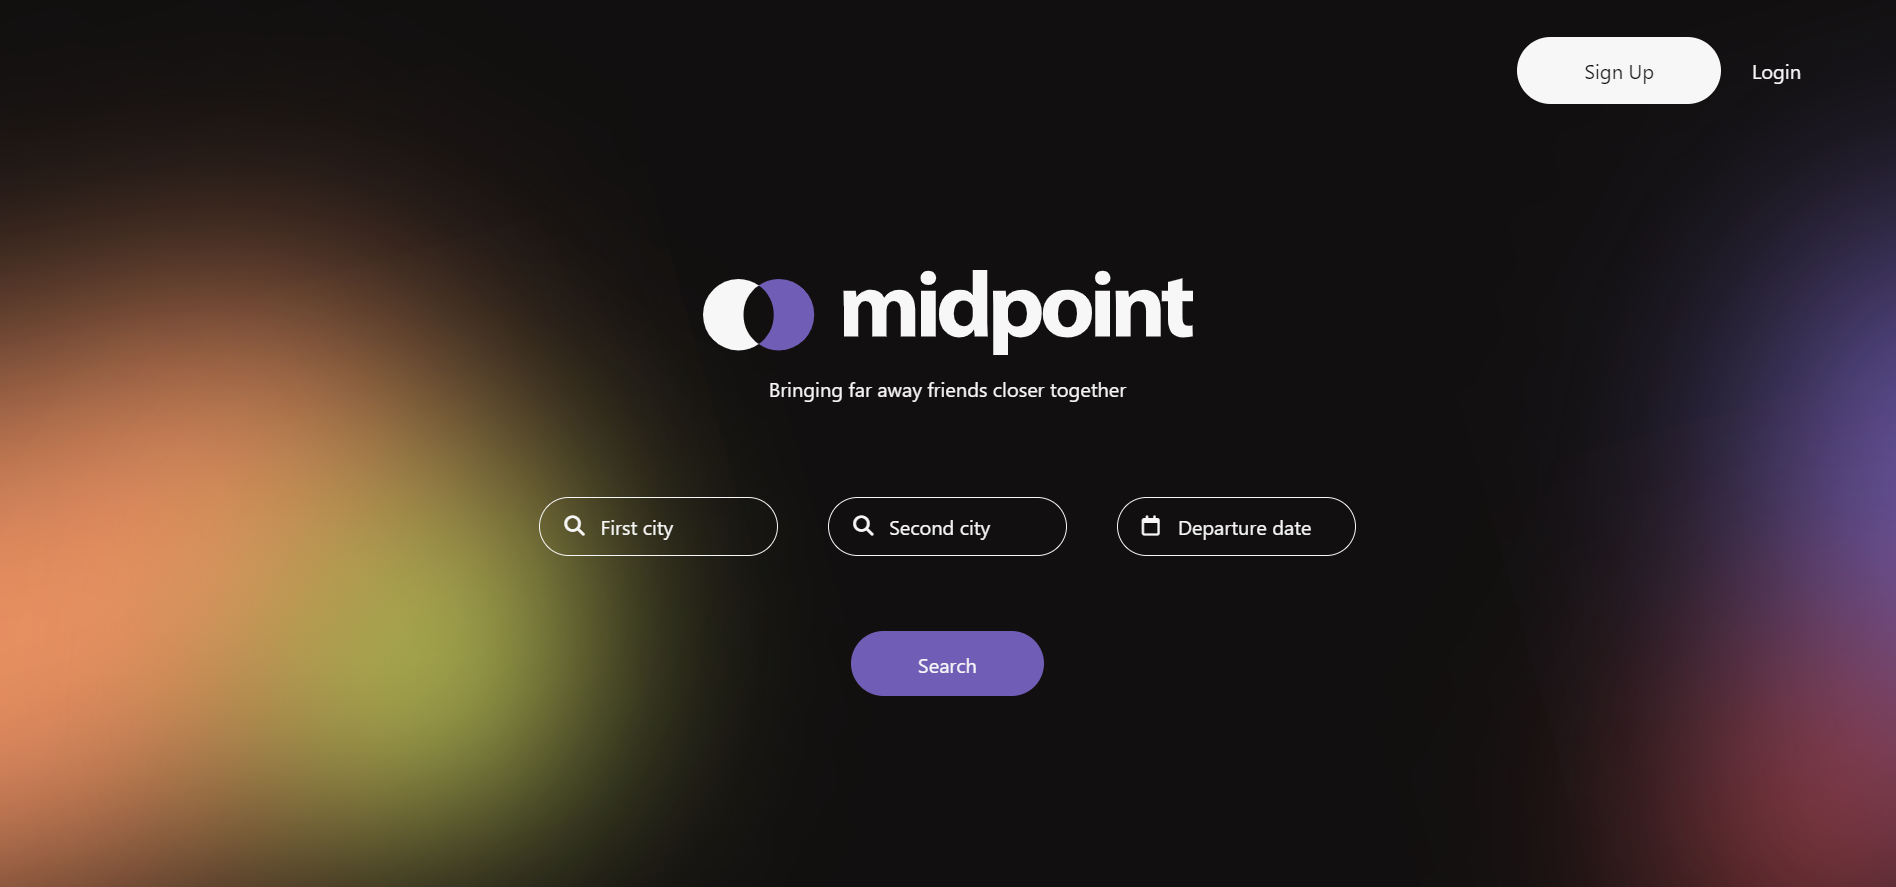 Sign Up
Login
midpoint
Bringing far away friends closer together
First city
Second city
Departure date
Search